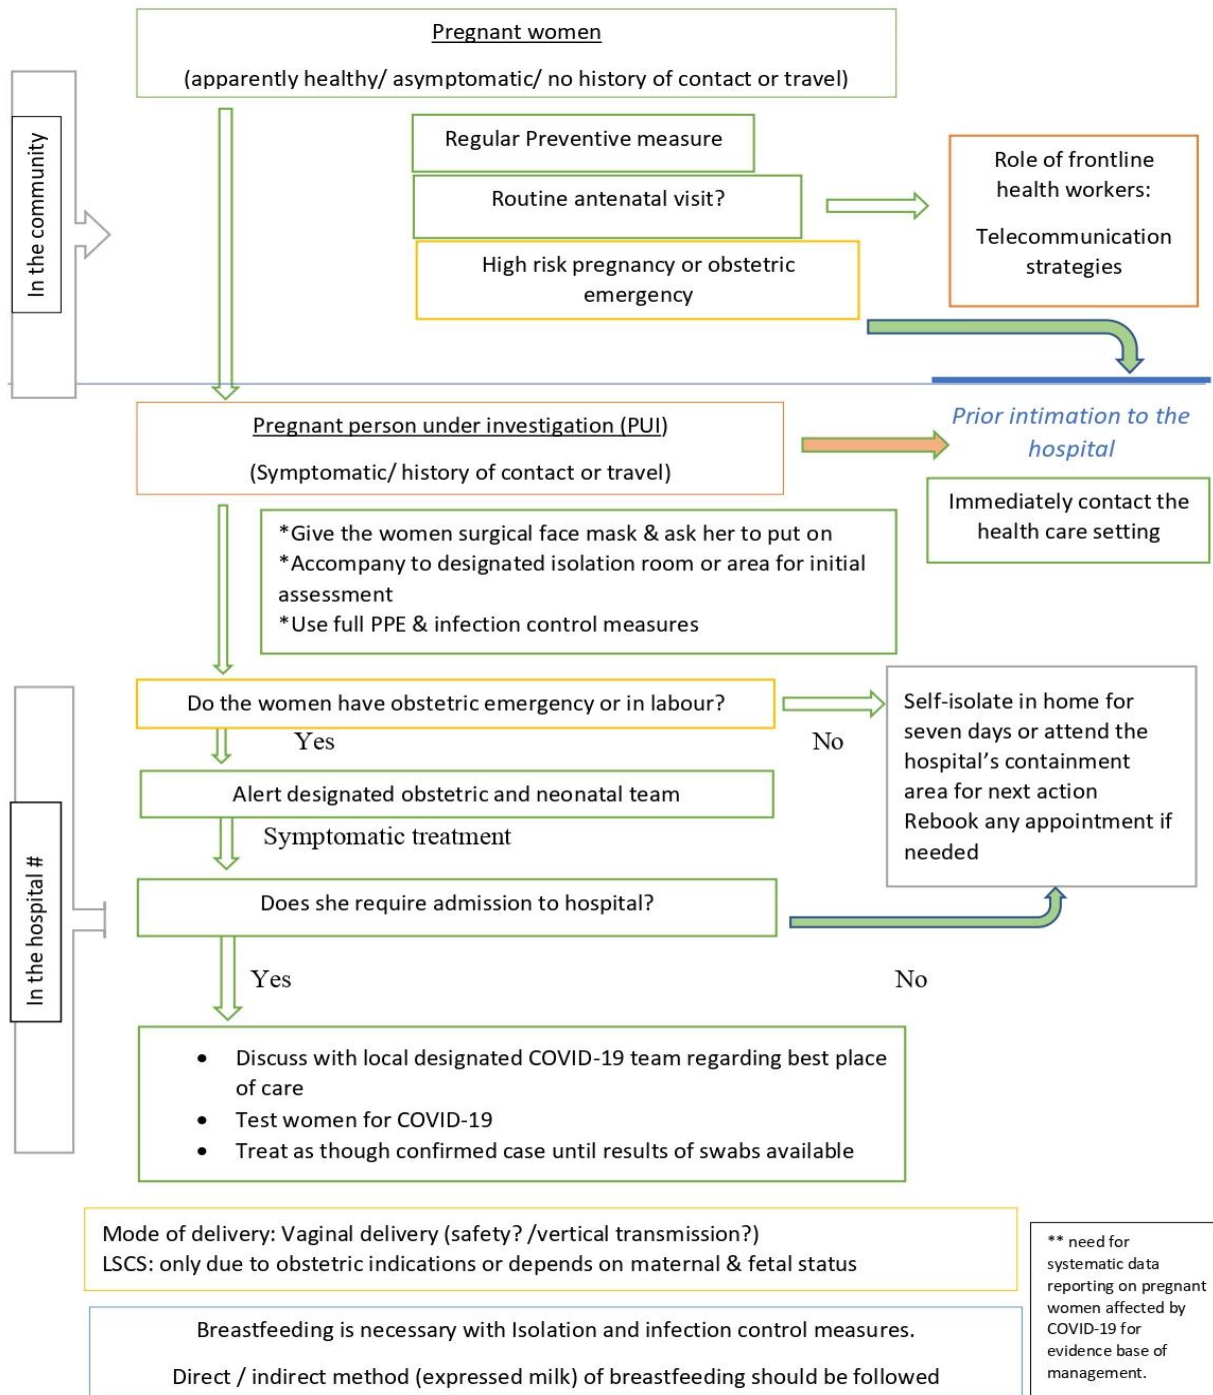 Pregnant women
(apparently healthy/ asymptomatic/ no history of contact or travel)
In the community
Regular Preventive measure
Routine antenatal visit?
High risk pregnancy or obstetric
emergency
Role of frontline
health workers:
Telecommunication
strategies
Pregnant person under investigation (PUI)
(Symptomatic/ history of contact or travel)
Prior intimation to the
hospital
Immediately contact the
health care setting
*Give the women surgical face mask & ask her to put on
*Accompany to designated isolation room or area for initial
assessment
*Use full PPE & infection control measures
In the hospital #
Do the women have obstetric emergency or in labour?
Yes
No
Self-isolate in home for
seven days or attend the
hospital’s containment
area for next action
Rebook any appointment if
needed
Alert designated obstetric and neonatal team
Symptomatic treatment
Does she require admission to hospital?
Yes
No
• Discuss with local designated COVID-19 team regarding best place
of care
• Test women for COVID-19
• Treat as though confirmed case until results of swabs available
Mode of delivery: Vaginal delivery (safety? /vertical transmission?)
LSCS: only due to obstetric indications or depends on maternal & fetal status
** need for
systematic data
reporting on pregnant
women affected by
COVID-19 for
evidence base of
management.
Breastfeeding is necessary with Isolation and infection control measures.
Direct / indirect method (expressed milk) of breastfeeding should be followed